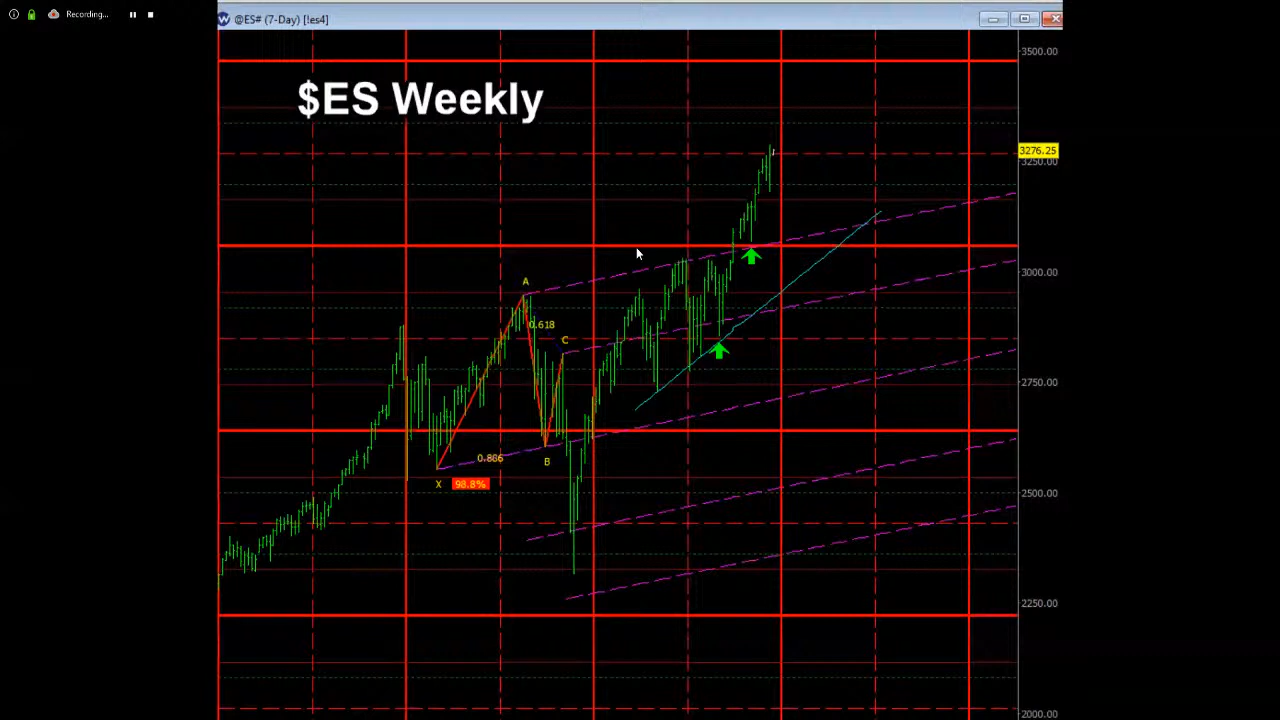 Recording...
@ES# (7-Day) [!es4]
$ES Weekly
3500.00
3276.25
3250.00
3000.00
A
0.618
C
2750.00
0.886
B
X
98.8%
2500.00
2250.00
2000.00